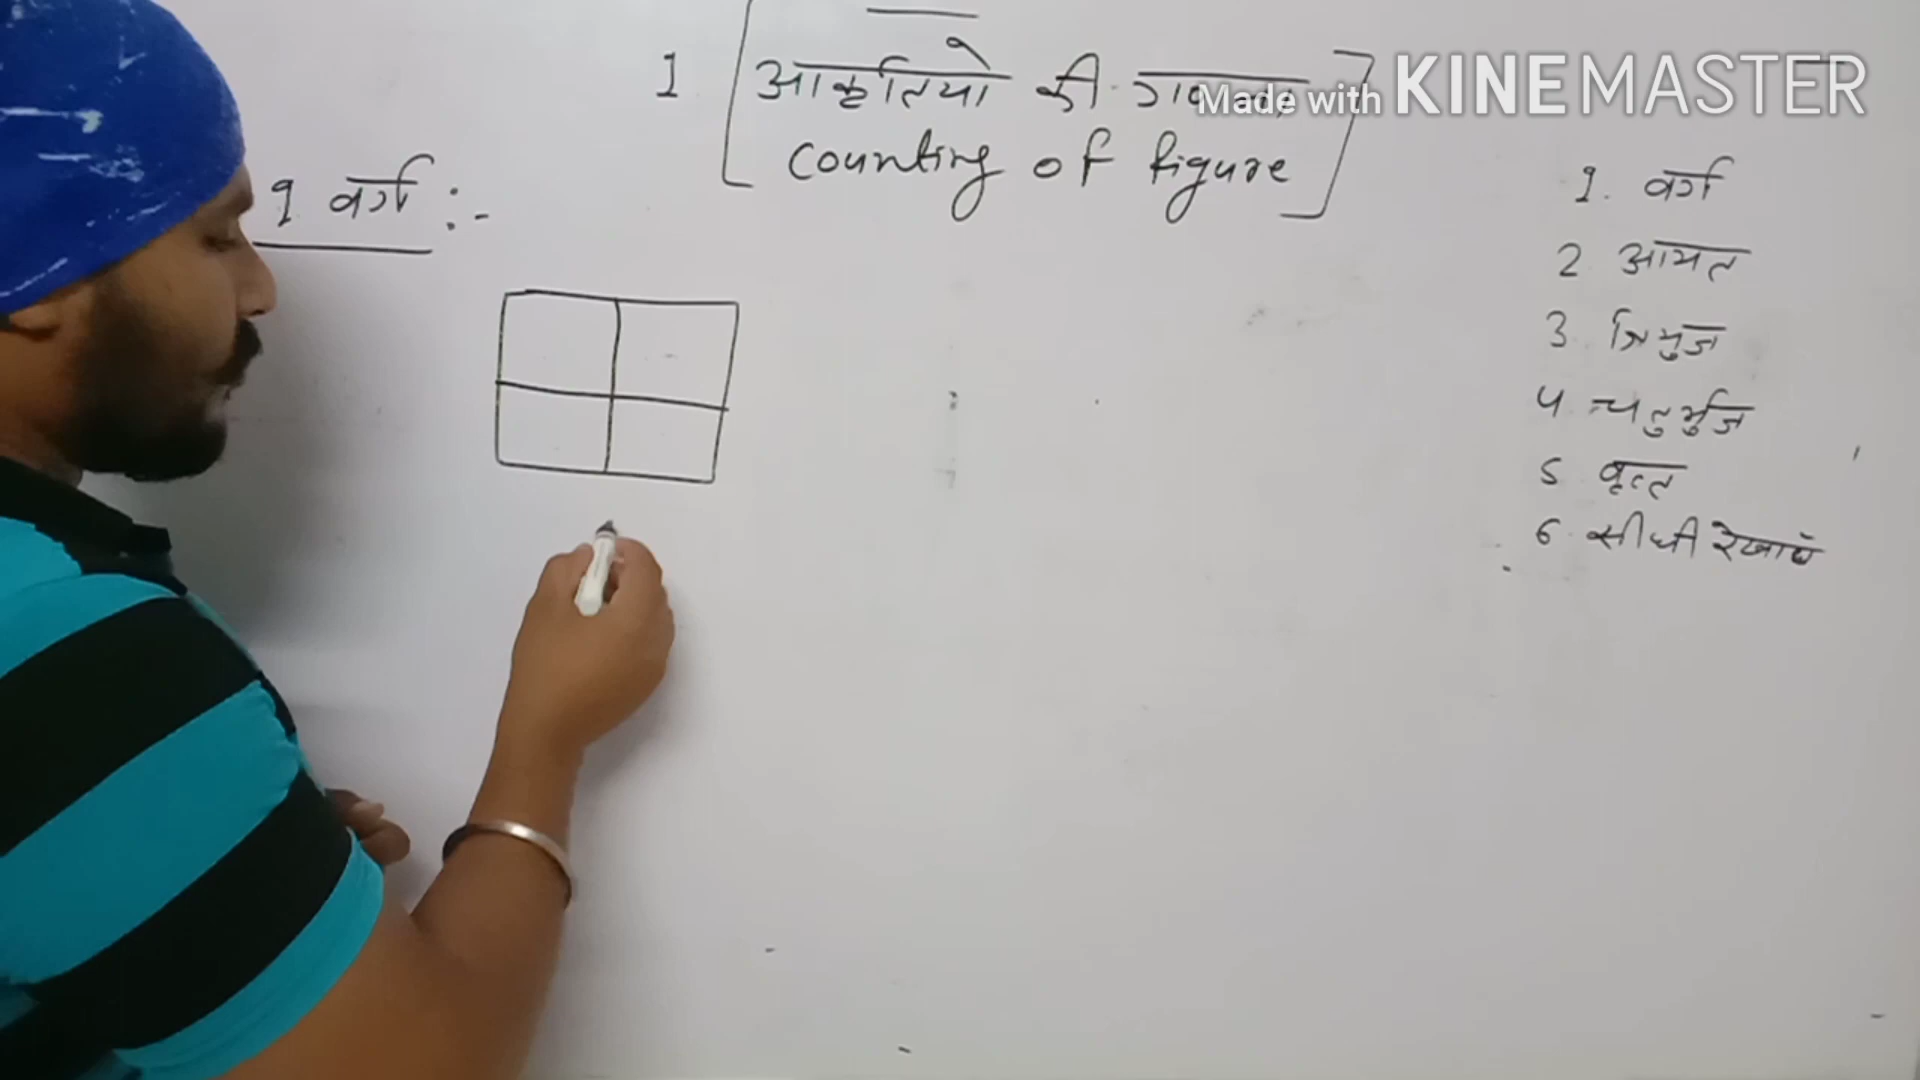 1 आकृतियो की गणना
counting of figure
Made with KINEMASTER
१ वर्ग :-
1. वर्ग
2 आयत
3 त्रिभुज
4 चतुर्भुज
5 वृत्त
6 सीधी रेखाएं